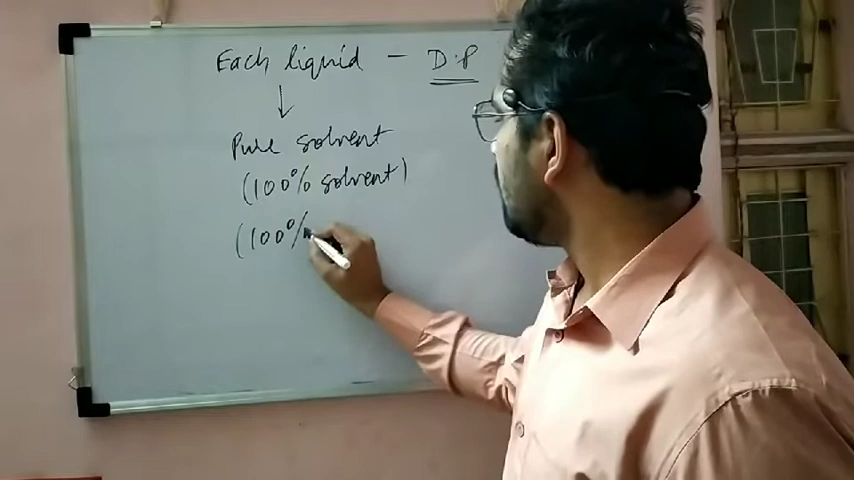 Each liquid - D.P
Pure solvent
(100% solvent)
(100%